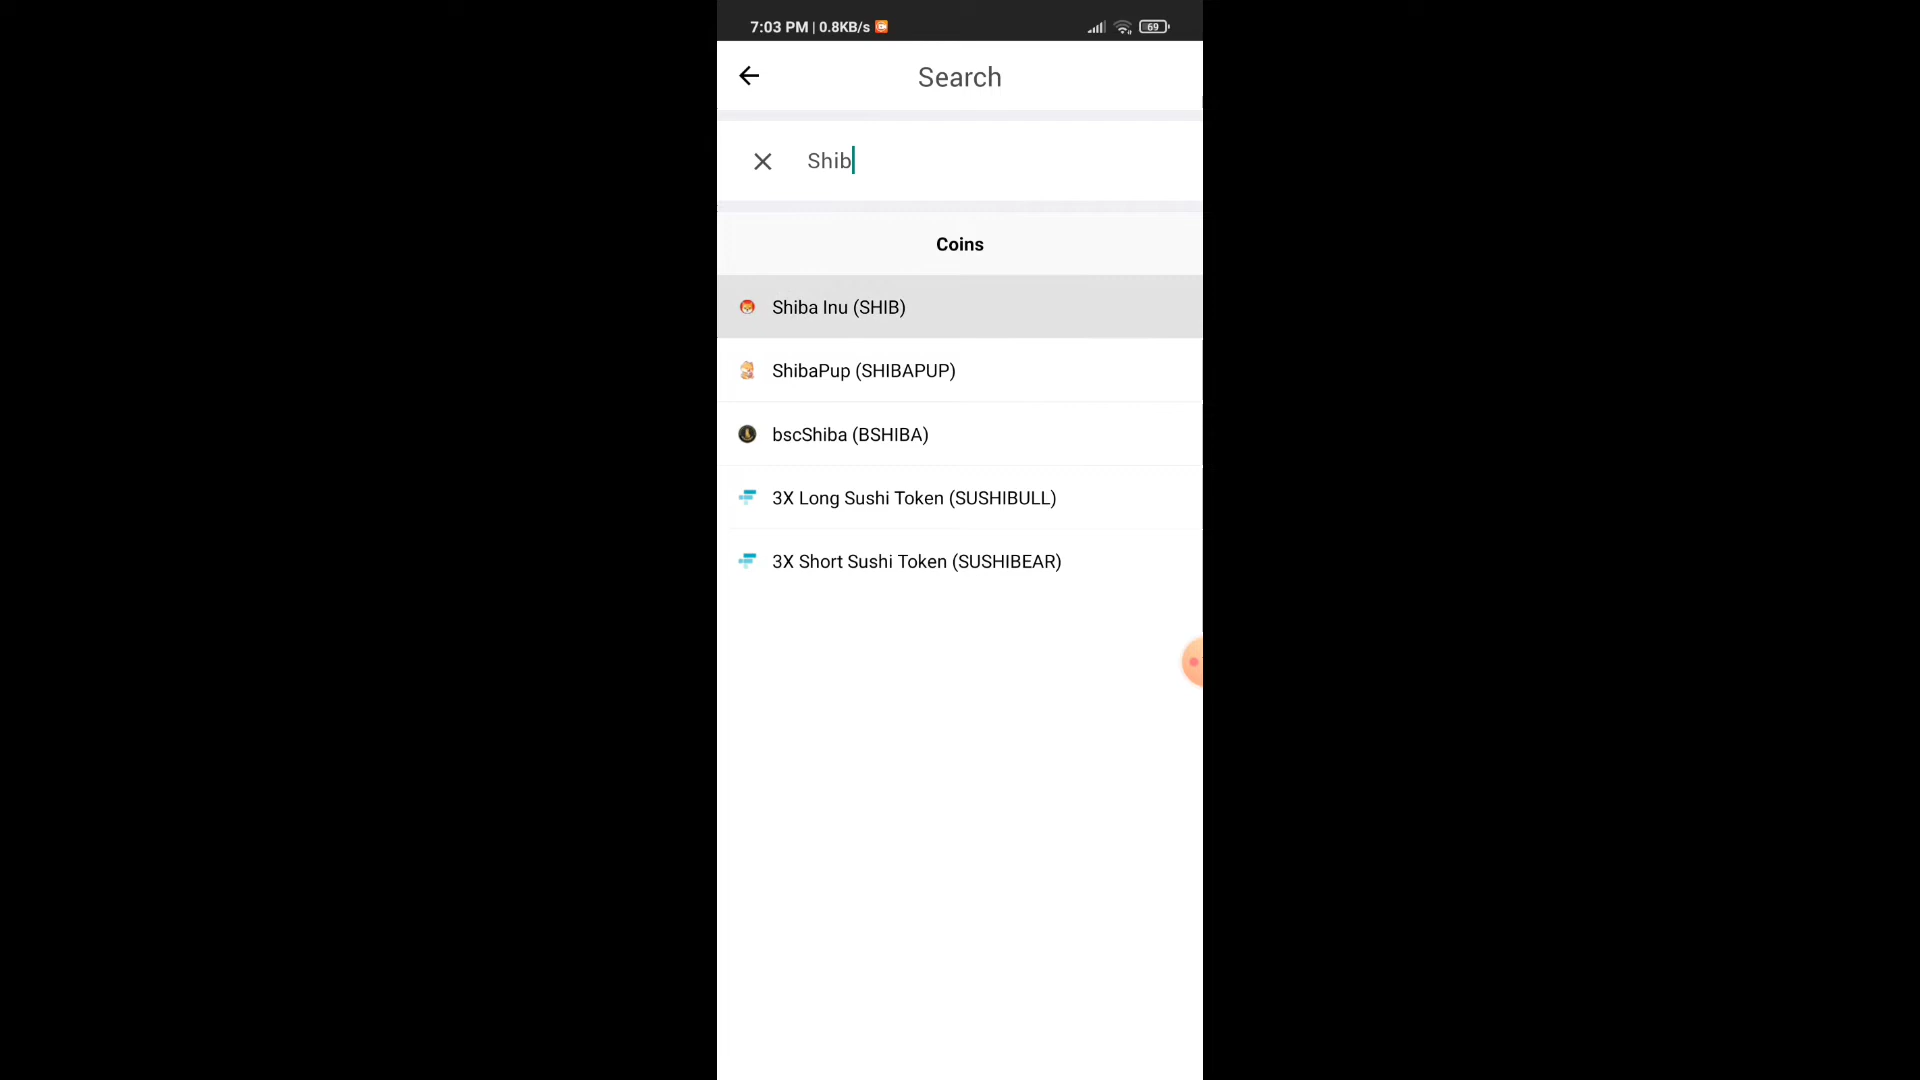 7:03 PM | 0.8KB/s
69
Search
Shib
Coins
Shiba Inu (SHIB)
ShibaPup (SHIBAPUP)
bscShiba (BSHIBA)
3X Long Sushi Token (SUSHIBULL)
3X Short Sushi Token (SUSHIBEAR)